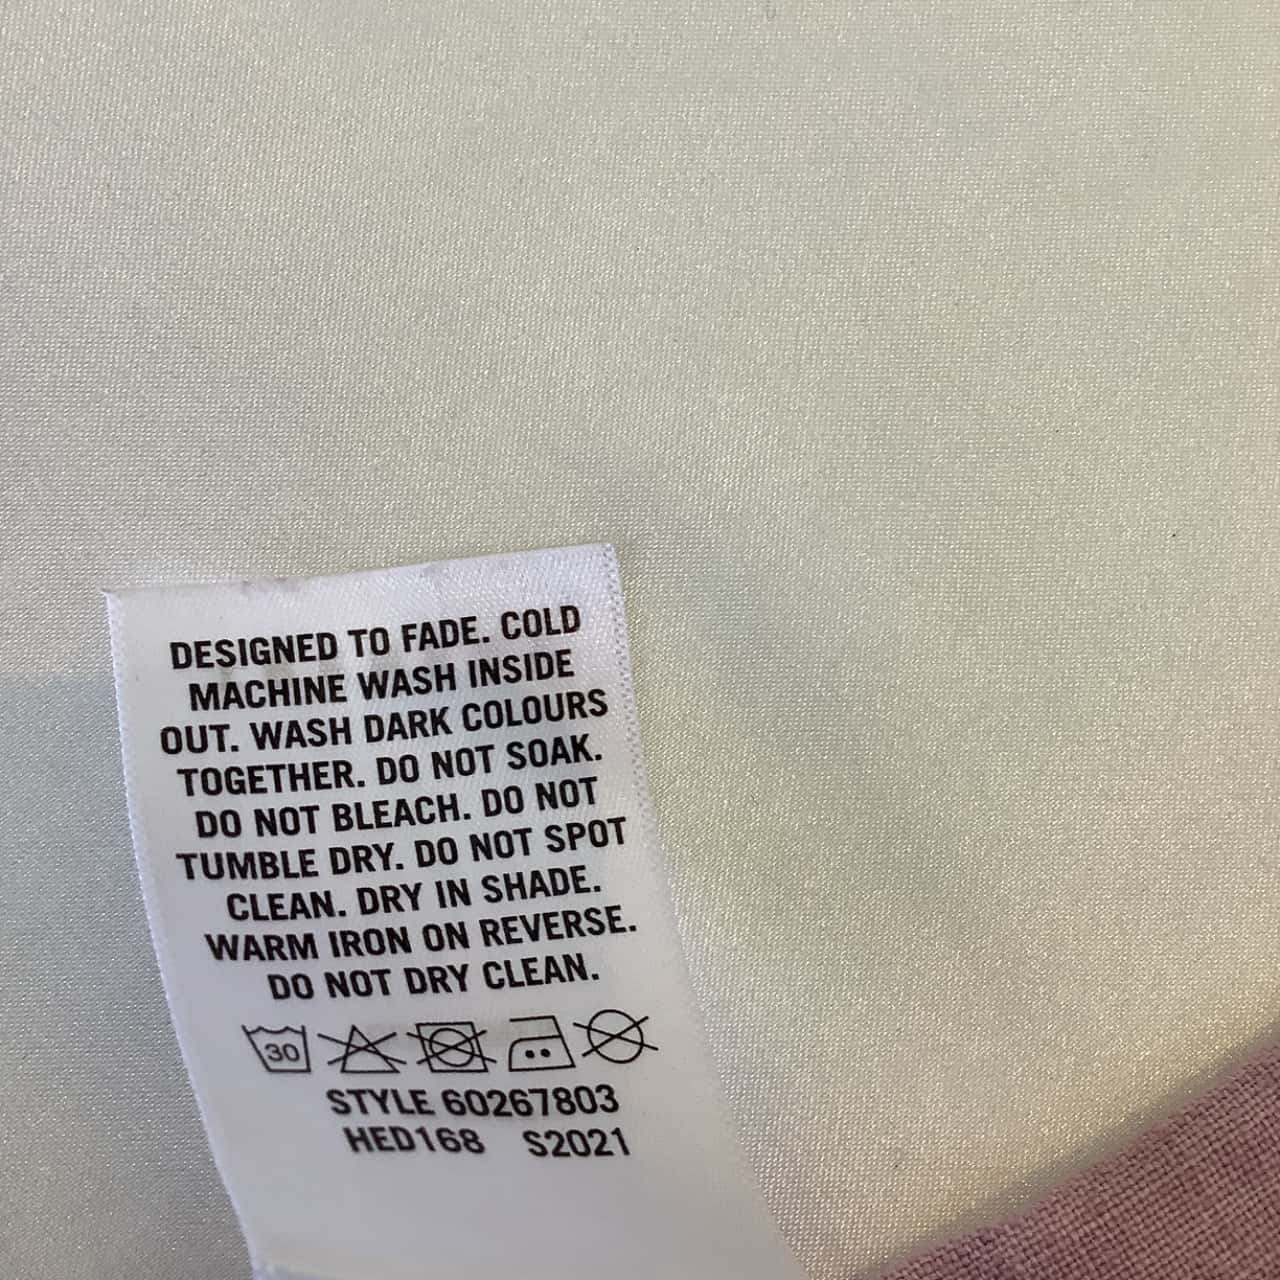 DESIGNED TO FADE. COLD
MACHINE WASH INSIDE
OUT. WASH DARK COLOURS
TOGETHER. DO NOT SOAK.
DO NOT BLEACH. DO NOT
TUMBLE DRY. DO NOT SPOT
CLEAN. DRY IN SHADE.
WARM IRON ON REVERSE.
DO NOT DRY CLEAN.
30
STYLE 60267803
HED168 S2021